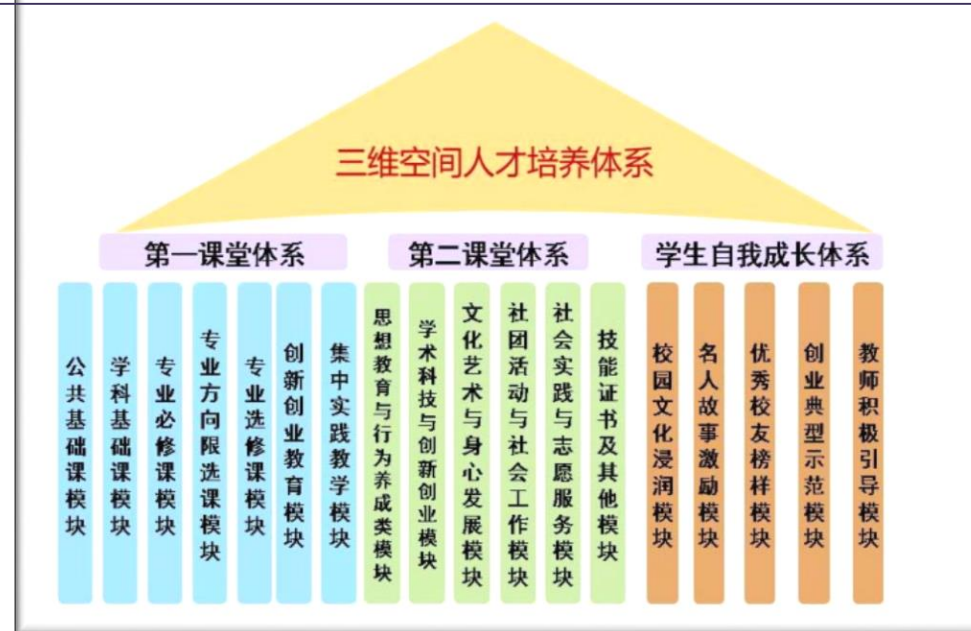 三维空间人才培养体系
第一课堂体系
第二课堂体系
学生自我成长体系
公共基础课模块
学科基础课模块
专业必修课模块
专业方向限选课模块
专业选修课模块
创新创业教育模块
集中实践教学模块
思想教育与行为养成类模块
学术科技与创新创业模块
文化艺术与身心发展模块
社团活动与社会工作模块
社会实践与志愿服务模块
技能证书及其他模块
校园文化浸润模块
名人故事激励模块
优秀校友榜样模块
创业典型示范模块
教师积极引导模块